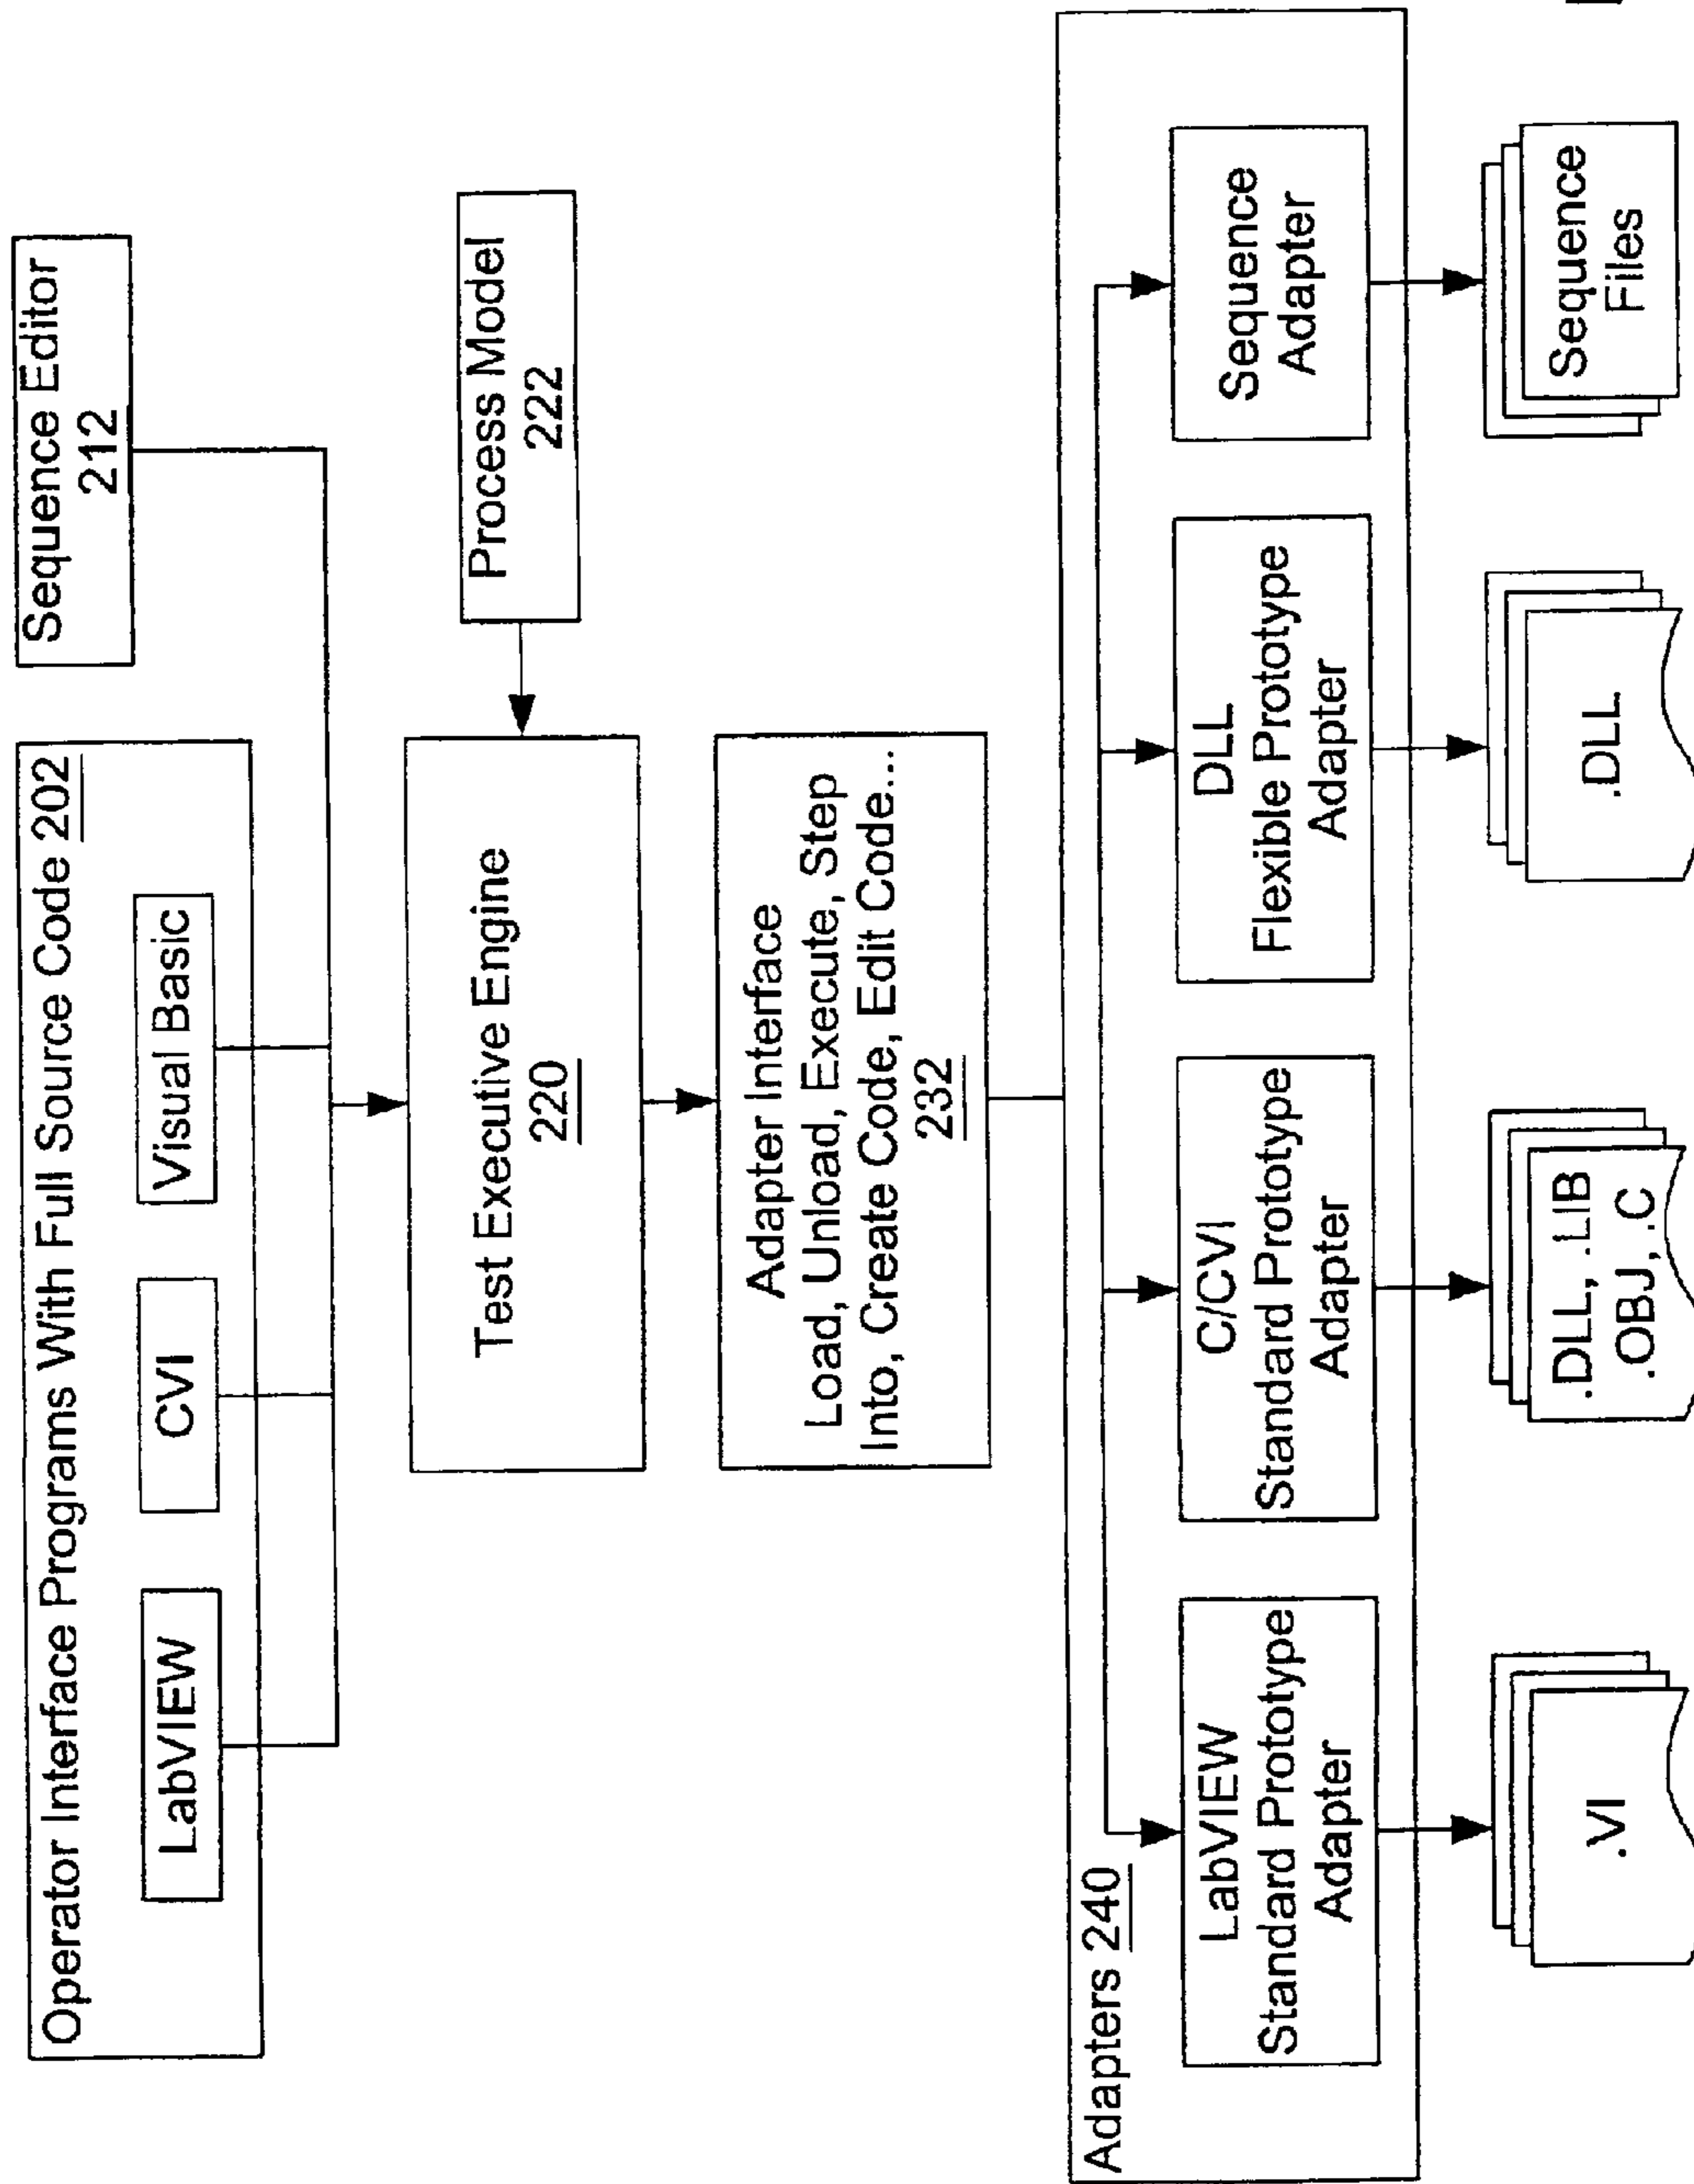 Operator Interface Programs With Full Source Code 202
LabVIEW
CVI
Visual Basic
Sequence Editor
212
Test Executive Engine
220
Process Model
222
Adapter Interface
Load, Unload, Execute, Step
Into, Create Code, Edit Code...
232
Adapters 240
LabVIEW
Standard Prototype
Adapter
C/CVI
Standard Prototype
Adapter
DLL
Flexible Prototype
Adapter
Sequence
Adapter
.VI
.DLL, .LIB
.OBJ, .C
.DLL
Sequence
Files